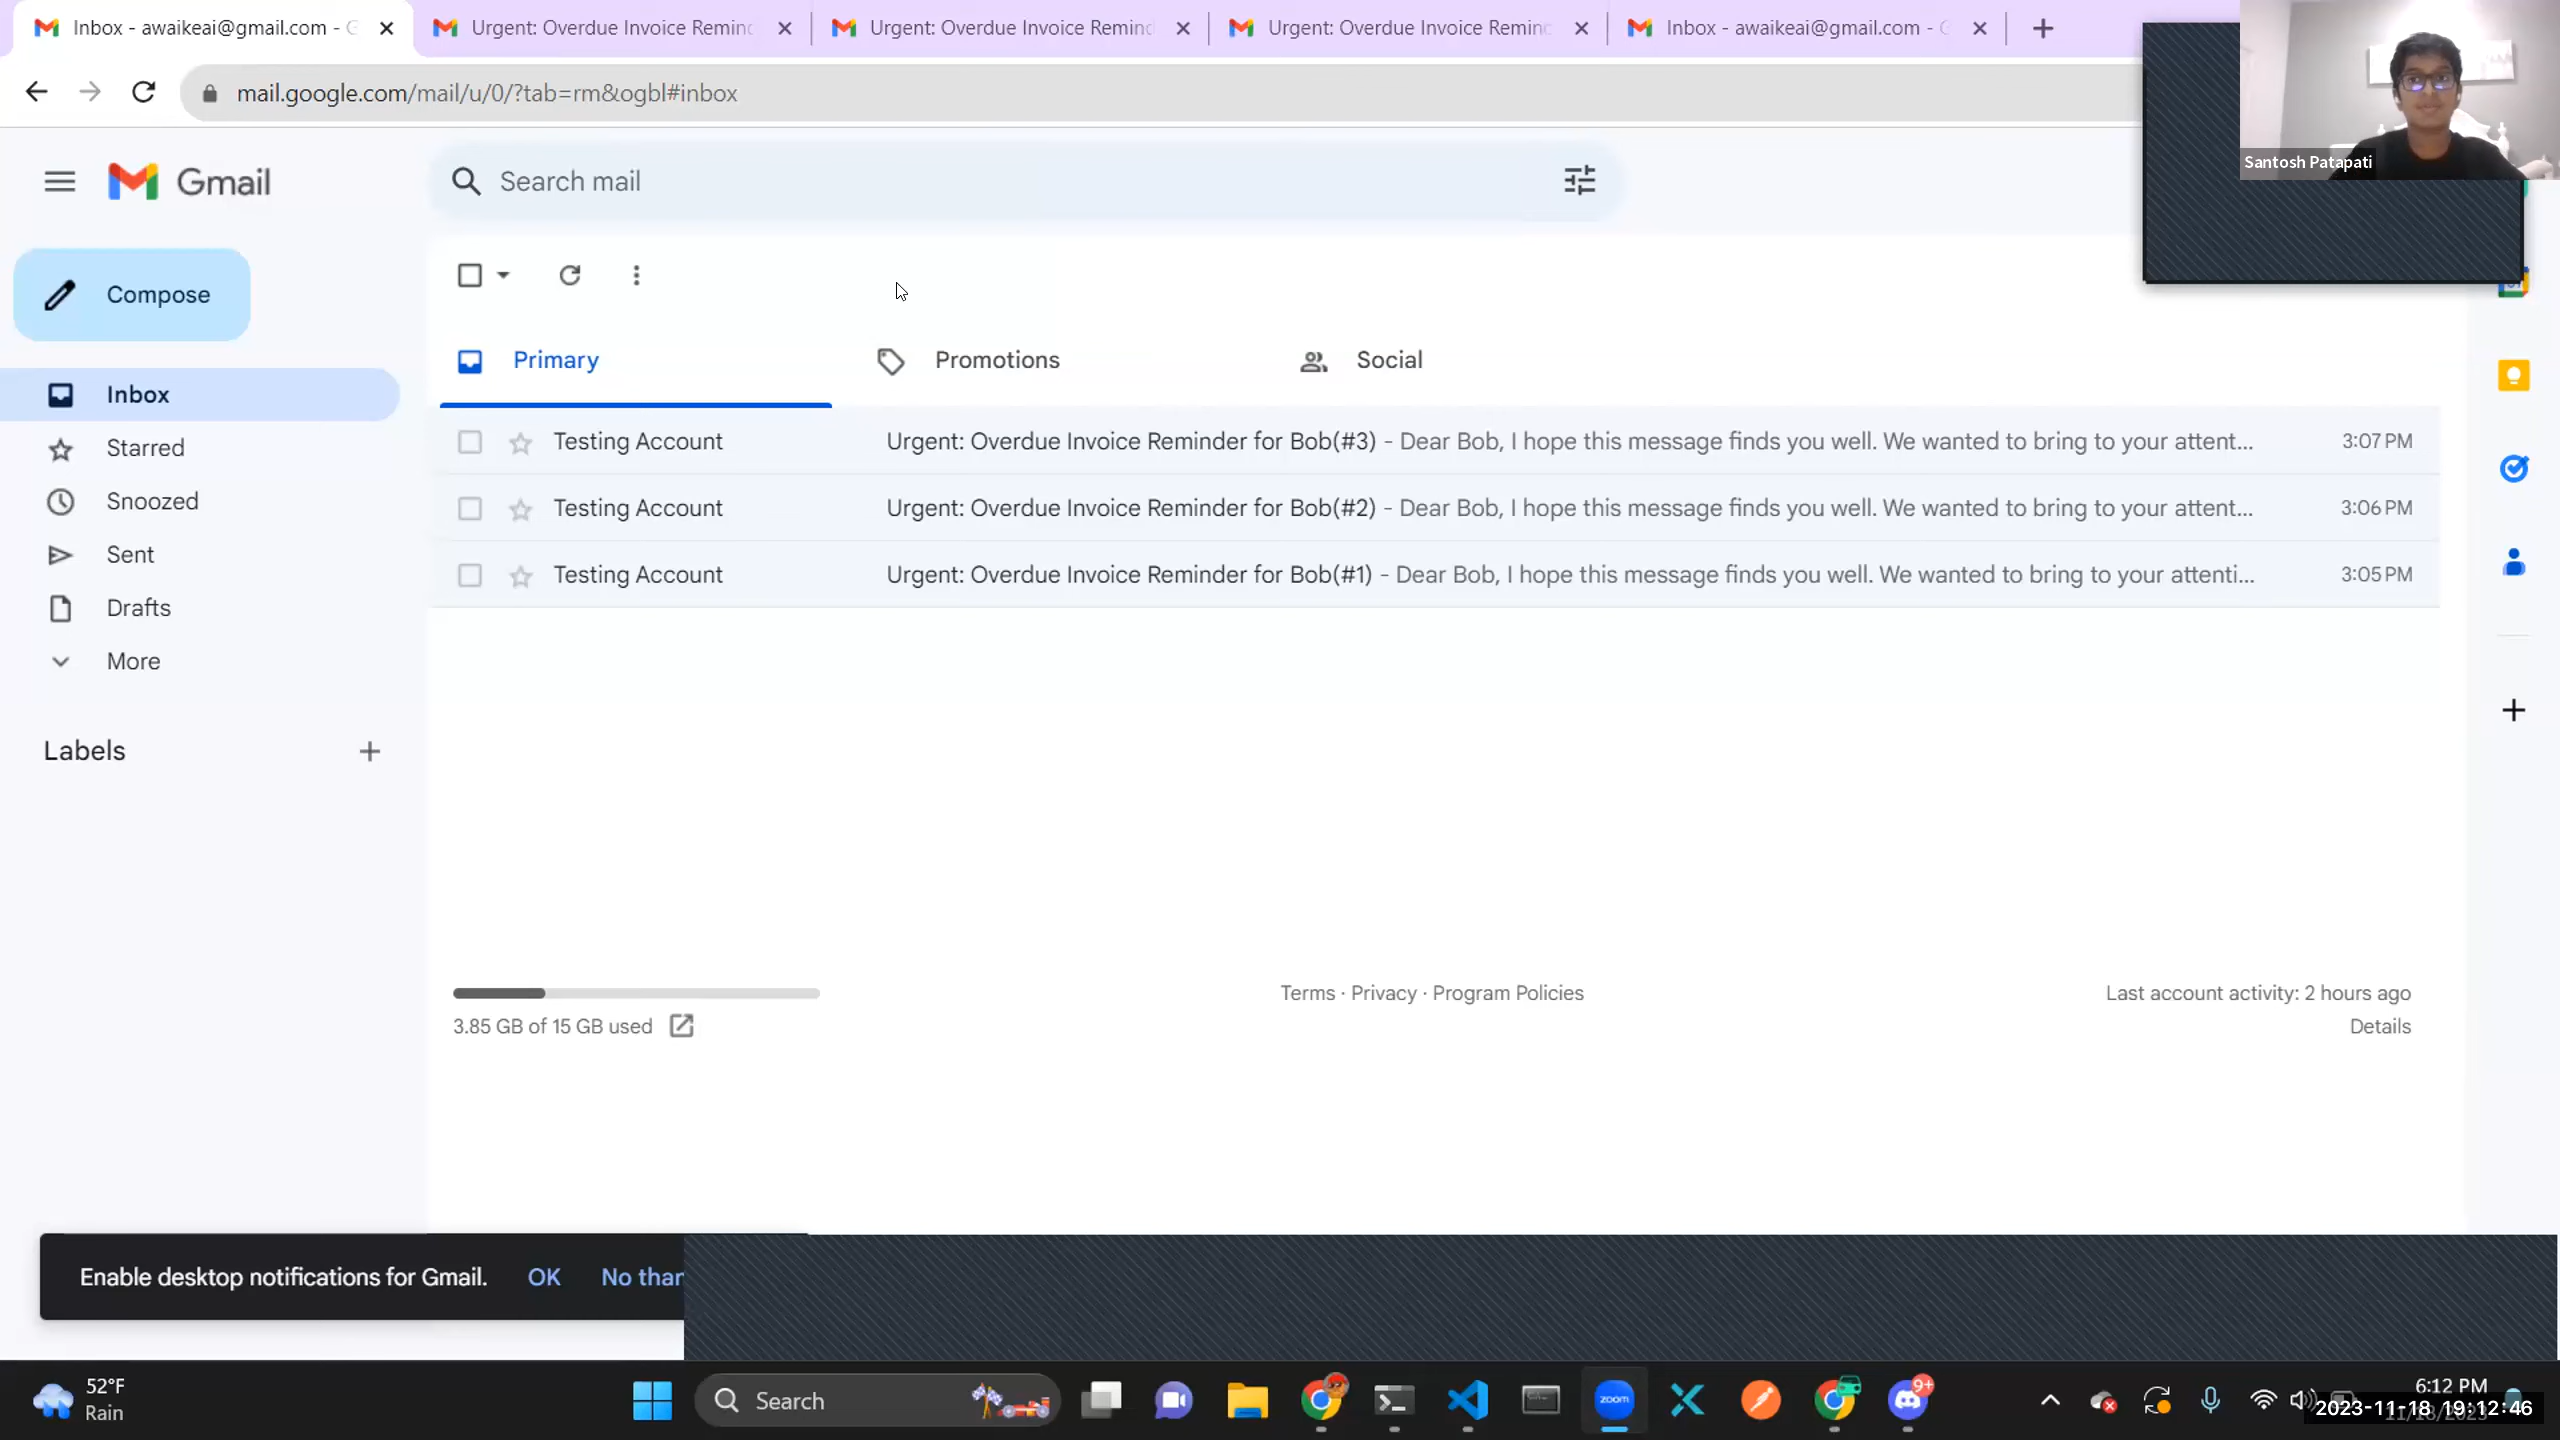 Inbox - awaikeai@gmail.com - G
Urgent: Overdue Invoice Remind
Urgent: Overdue Invoice Remind
Urgent: Overdue Invoice Remind
Inbox - awaikeai@gmail.com - G
mail.google.com/mail/u/0/?tab=rm&ogbl#inbox
Santosh Patapati
Gmail
Search mail
Compose
Primary
Promotions
Social
Inbox
Starred
Snoozed
Sent
Drafts
More
Labels
Testing Account Urgent: Overdue Invoice Reminder for Bob(#3) - Dear Bob, I hope this message finds you well. We wanted to bring to your attent... 3:07 PM
Testing Account Urgent: Overdue Invoice Reminder for Bob(#2) - Dear Bob, I hope this message finds you well. We wanted to bring to your attent... 3:06 PM
Testing Account Urgent: Overdue Invoice Reminder for Bob(#1) - Dear Bob, I hope this message finds you well. We wanted to bring to your attenti... 3:05 PM
3.85 GB of 15 GB used
Terms · Privacy · Program Policies
Last account activity: 2 hours ago
Details
Enable desktop notifications for Gmail. OK No than
52°F
Rain
Search
zoom
9+
6:12 PM
2023-11-18 19:12:46